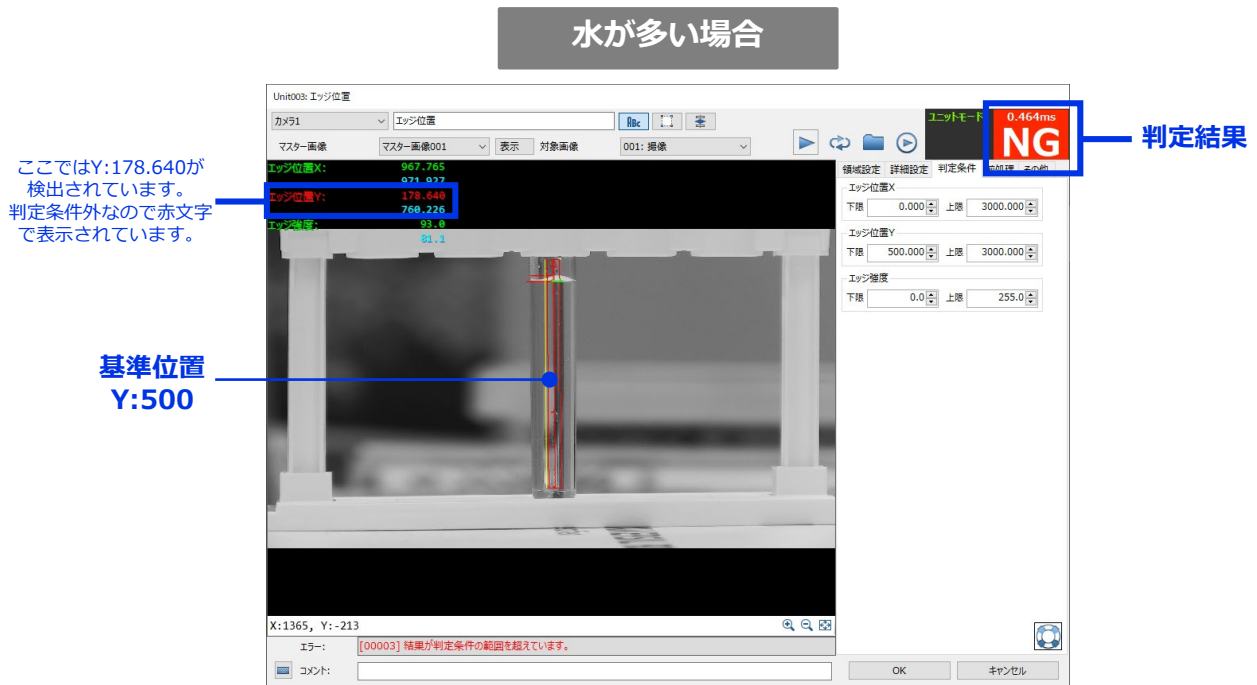 水が多い場合
Unit003: エッジ位置
カメラ1
エッジ位置
ABC
ユニットモード
0.464ms
NG
判定結果
マスター画像
マスター画像001
表示
対象画像
001: 撮像
ここではY:178.640が
検出されています。
判定条件外なので赤文字
で表示されています。
エッジ位置X: 967.765
971.927
エッジ位置Y: 178.640
760.226
エッジ強度: 93.0
81.1
領域設定 詳細設定 判定条件 前処理 その他
エッジ位置X
下限 0.000 上限 3000.000
エッジ位置Y
下限 500.000 上限 3000.000
エッジ強度
下限 0.0 上限 255.0
基準位置
Y:500
X:1365, Y:-213
エラー: [00003] 結果が判定条件の範囲を超えています。
コメント:
OK
キャンセル